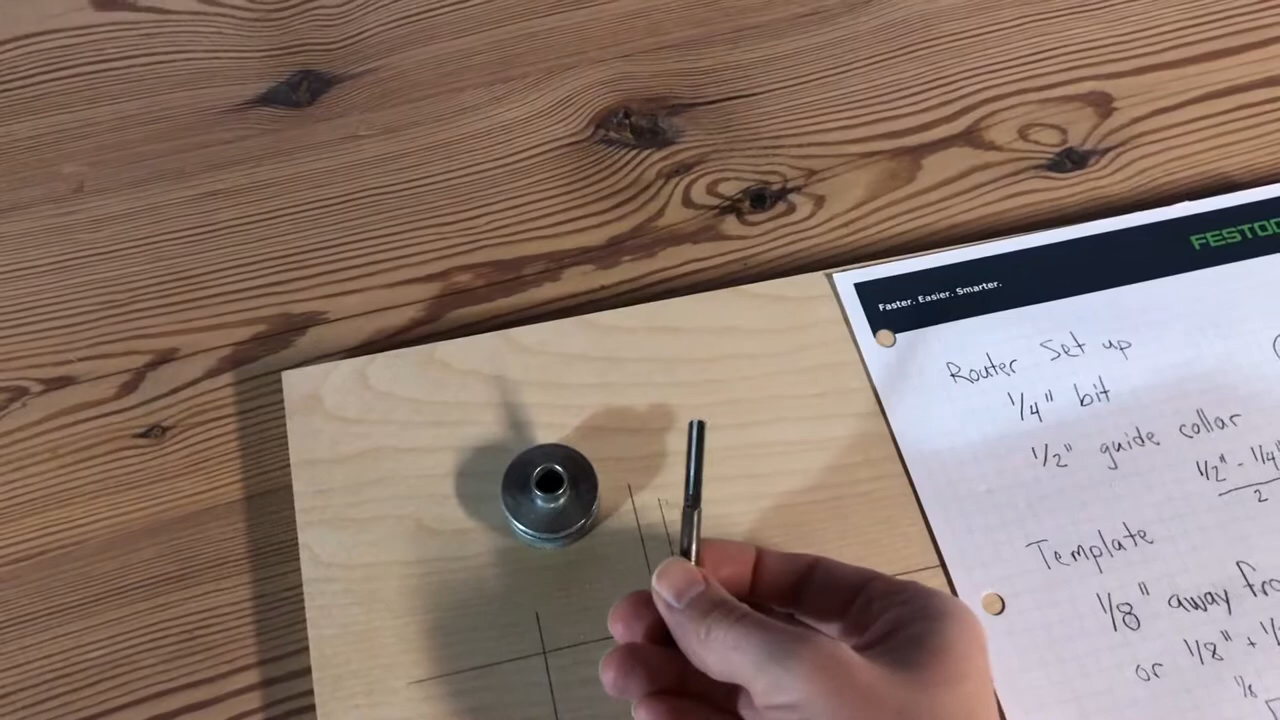 FESTOO
Faster. Easier. Smarter.
Router Set up
1/4" bit
1/2" guide collar
1/2" - 1/4"
2
Template
1/8" away
or 1/8" +
1/8